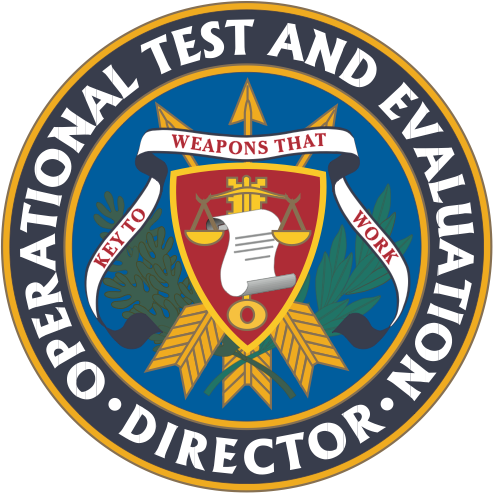 OPERATIONAL TEST AND EVALUATION
• DIRECTOR •
KEY TO
WEAPONS THAT
WORK